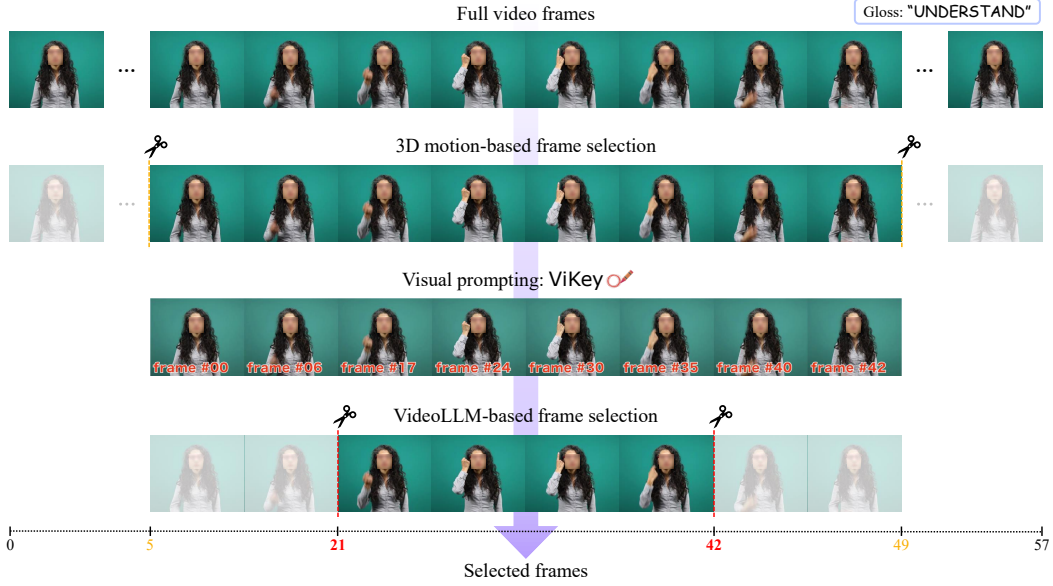 Full video frames
Gloss: "UNDERSTAND"
... ...
3D motion-based frame selection
... ...
Visual prompting: ViKey
frame #00 frame #06 frame #17 frame #24 frame #30 frame #35 frame #40 frame #42
VideoLLM-based frame selection
0 5 21 42 49 57
Selected frames